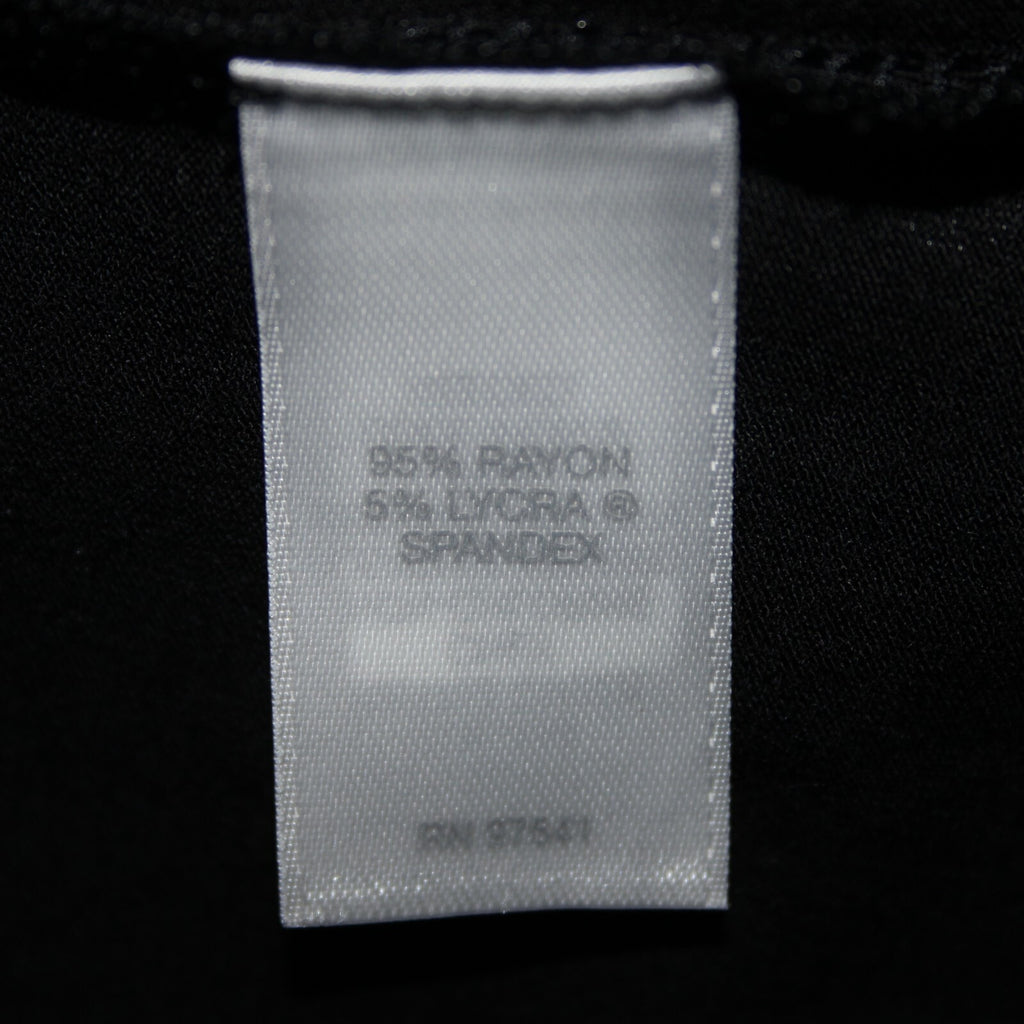 95% RAYON
5% LYCRA ®
SPANDEX
RN 97541